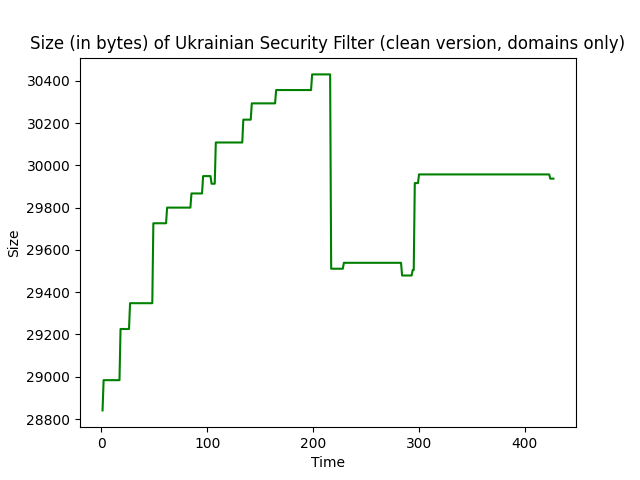 Size (in bytes) of Ukrainian Security Filter (clean version, domains only)
30400
30200
30000
29800
29600
29400
29200
29000
28800
Size
0 100 200 300 400
Time